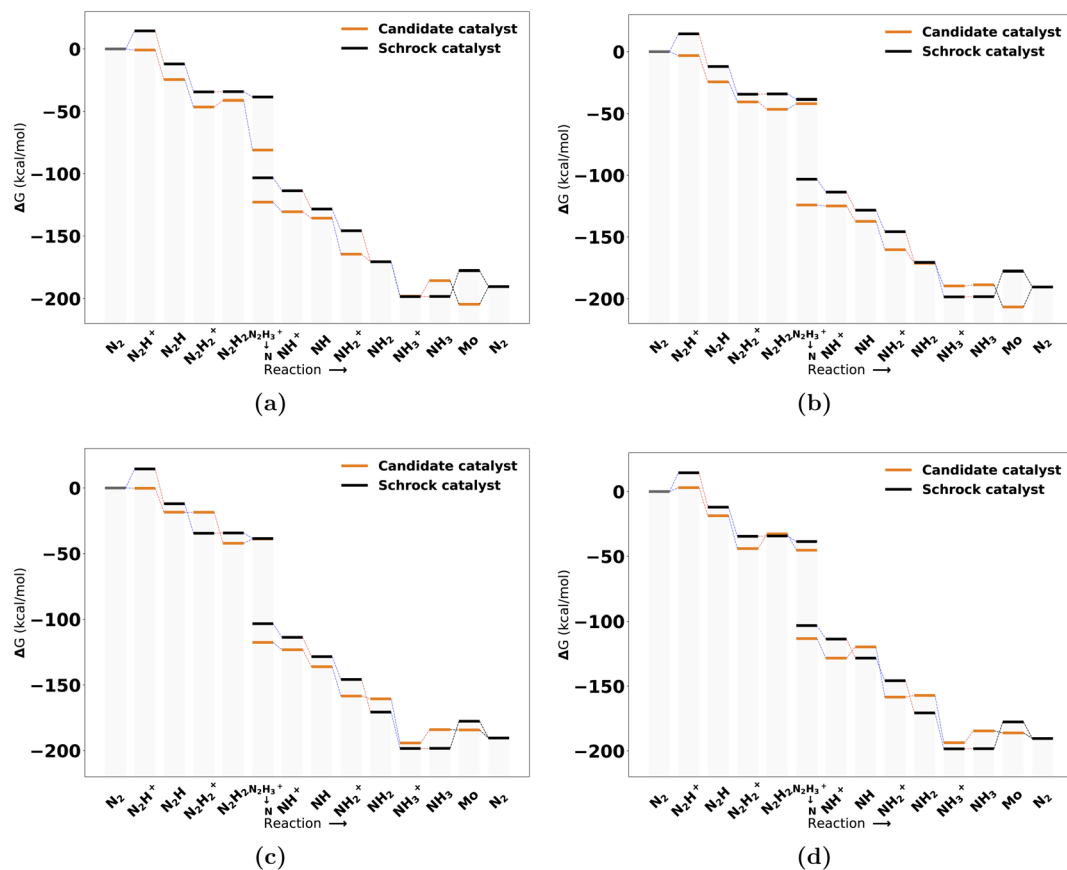 Candidate catalyst
Schrock catalyst
ΔG (kcal/mol)
0
−50
−100
−150
−200
N₂
N₂H⁺
N₂H
N₂H₂⁺
N₂H₂
N₂H₃⁺
↓
N
NH⁺
NH
NH₂⁺
NH₂
NH₃⁺
NH₃
Mo
N₂
Reaction →
(a)
Candidate catalyst
Schrock catalyst
ΔG (kcal/mol)
0
−50
−100
−150
−200
N₂
N₂H⁺
N₂H
N₂H₂⁺
N₂H₂
N₂H₃⁺
↓
N
NH⁺
NH
NH₂⁺
NH₂
NH₃⁺
NH₃
Mo
N₂
Reaction →
(b)
Candidate catalyst
Schrock catalyst
ΔG (kcal/mol)
0
−50
−100
−150
−200
N₂
N₂H⁺
N₂H
N₂H₂⁺
N₂H₂
N₂H₃⁺
↓
N
NH⁺
NH
NH₂⁺
NH₂
NH₃⁺
NH₃
Mo
N₂
Reaction →
(c)
Candidate catalyst
Schrock catalyst
ΔG (kcal/mol)
0
−50
−100
−150
−200
N₂
N₂H⁺
N₂H
N₂H₂⁺
N₂H₂
N₂H₃⁺
↓
N
NH⁺
NH
NH₂⁺
NH₂
NH₃⁺
NH₃
Mo
N₂
Reaction →
(d)